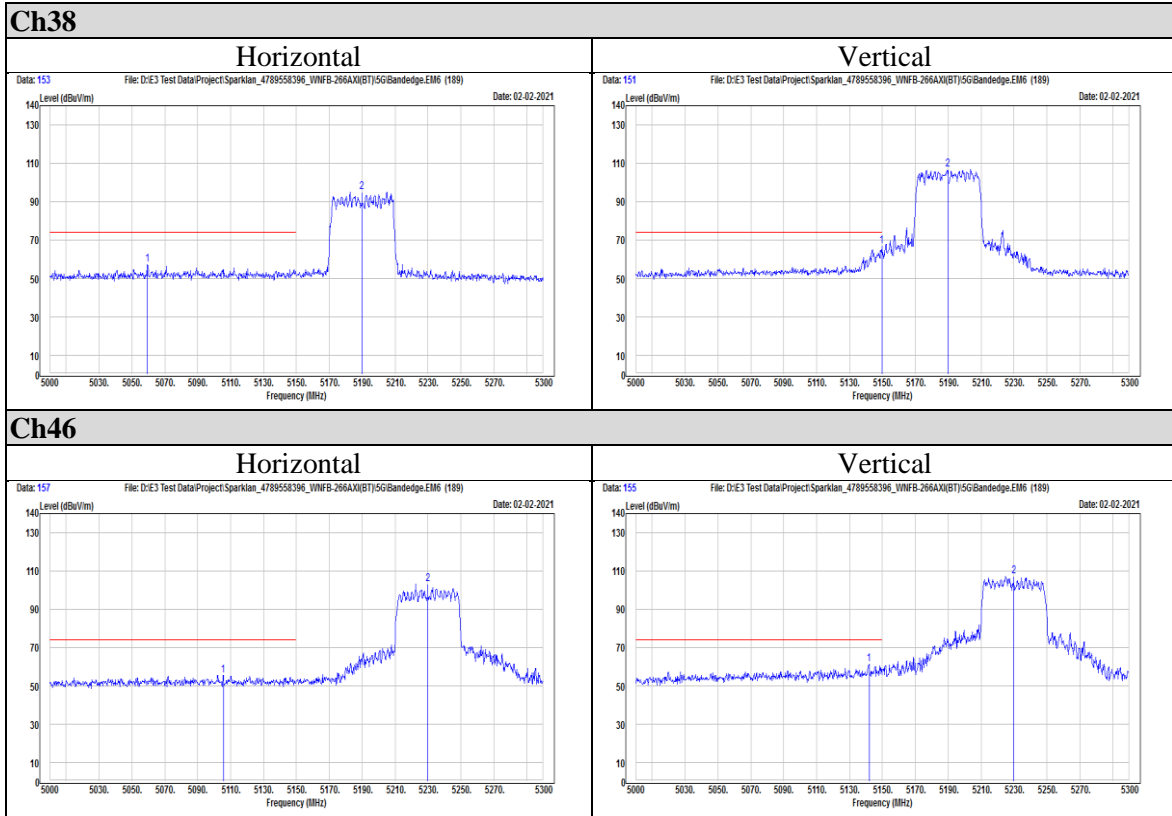 Ch38
Horizontal Vertical
Data: 153 File: D:\E3 Test Data\Project\Sparklan_4789558396_WNFB-266AXI(BT)\5G\Bandedge.EM6 (189)
Level (dBuV/m) Date: 02-02-2021
140
130
110
90
70
50
30
10
0
1
2
5000 5030. 5050. 5070. 5090. 5110. 5130. 5150. 5170. 5190. 5210. 5230. 5250. 5270. 5300
Frequency (MHz)
Data: 151 File: D:\E3 Test Data\Project\Sparklan_4789558396_WNFB-266AXI(BT)\5G\Bandedge.EM6 (189)
Level (dBuV/m) Date: 02-02-2021
140
130
110
90
70
50
30
10
0
1
2
5000 5030. 5050. 5070. 5090. 5110. 5130. 5150. 5170. 5190. 5210. 5230. 5250. 5270. 5300
Frequency (MHz)
Ch46
Horizontal Vertical
Data: 157 File: D:\E3 Test Data\Project\Sparklan_4789558396_WNFB-266AXI(BT)\5G\Bandedge.EM6 (189)
Level (dBuV/m) Date: 02-02-2021
140
130
110
90
70
50
30
10
0
1
2
5000 5030. 5050. 5070. 5090. 5110. 5130. 5150. 5170. 5190. 5210. 5230. 5250. 5270. 5300
Frequency (MHz)
Data: 155 File: D:\E3 Test Data\Project\Sparklan_4789558396_WNFB-266AXI(BT)\5G\Bandedge.EM6 (189)
Level (dBuV/m) Date: 02-02-2021
140
130
110
90
70
50
30
10
0
1
2
5000 5030. 5050. 5070. 5090. 5110. 5130. 5150. 5170. 5190. 5210. 5230. 5250. 5270. 5300
Frequency (MHz)